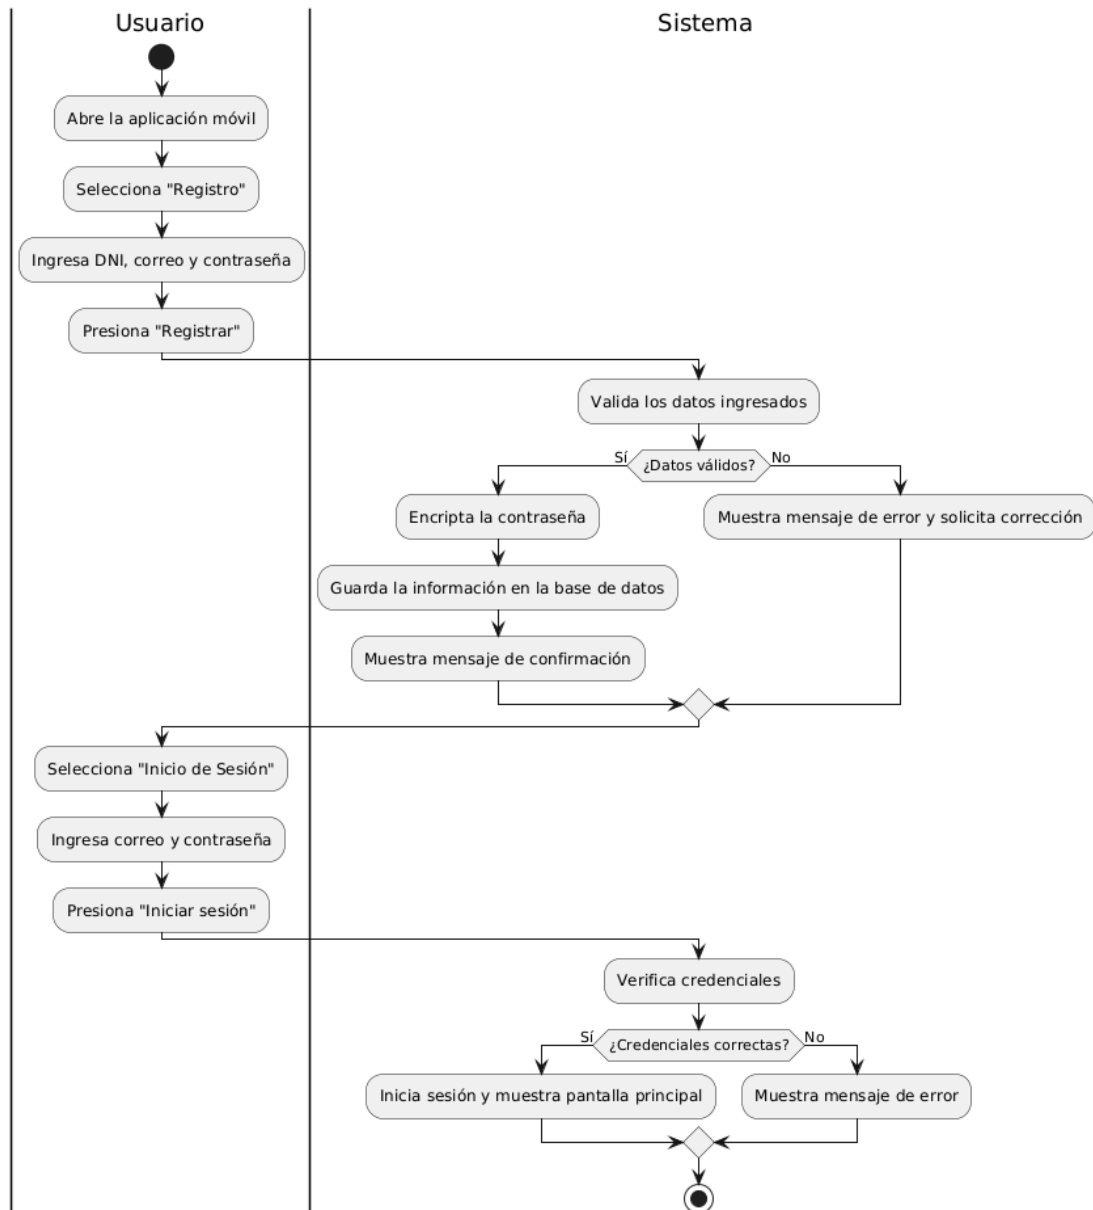 Usuario
Sistema
Abre la aplicación móvil
Selecciona "Registro"
Ingresa DNI, correo y contraseña
Presiona "Registrar"
Valida los datos ingresados
¿Datos válidos?
Sí
No
Encripta la contraseña
Muestra mensaje de error y solicita corrección
Guarda la información en la base de datos
Muestra mensaje de confirmación
Selecciona "Inicio de Sesión"
Ingresa correo y contraseña
Presiona "Iniciar sesión"
Verifica credenciales
¿Credenciales correctas?
Sí
No
Inicia sesión y muestra pantalla principal
Muestra mensaje de error